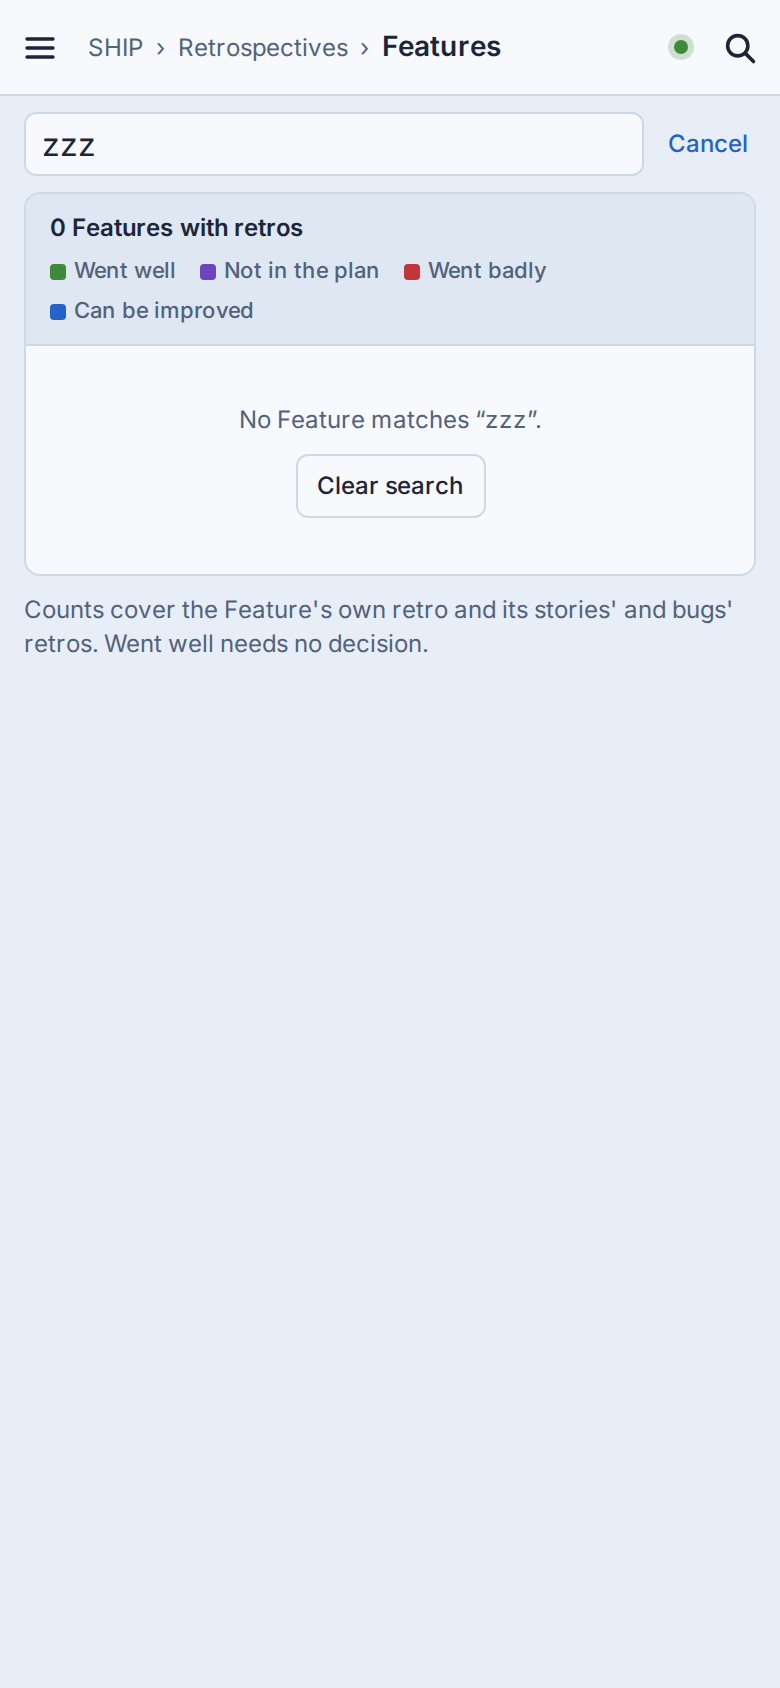 SHIP › Retrospectives › Features
zzz
Cancel
0 Features with retros
Went well Not in the plan Went badly
Can be improved
No Feature matches “zzz”.
Clear search
Counts cover the Feature's own retro and its stories' and bugs'
retros. Went well needs no decision.